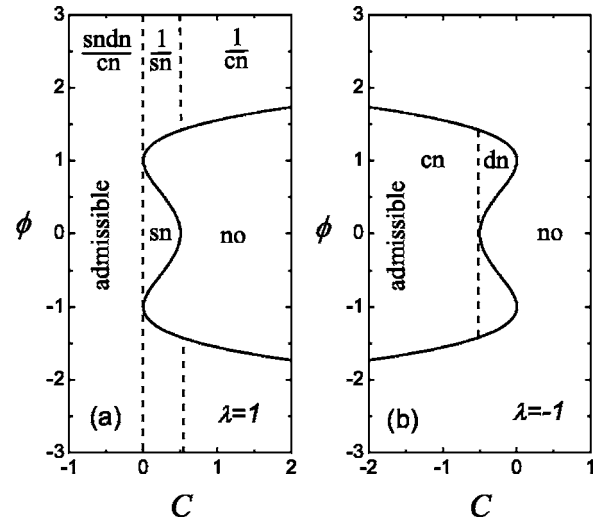 3
2
1
0
-1
-2
-3
ϕ
sndn
cn
1
sn
1
cn
admissible
sn
no
(a)
λ=1
-1 0 1 2
C
3
2
1
0
-1
-2
-3
ϕ
cn
dn
admissible
no
(b)
λ=-1
-2 -1 0 1
C